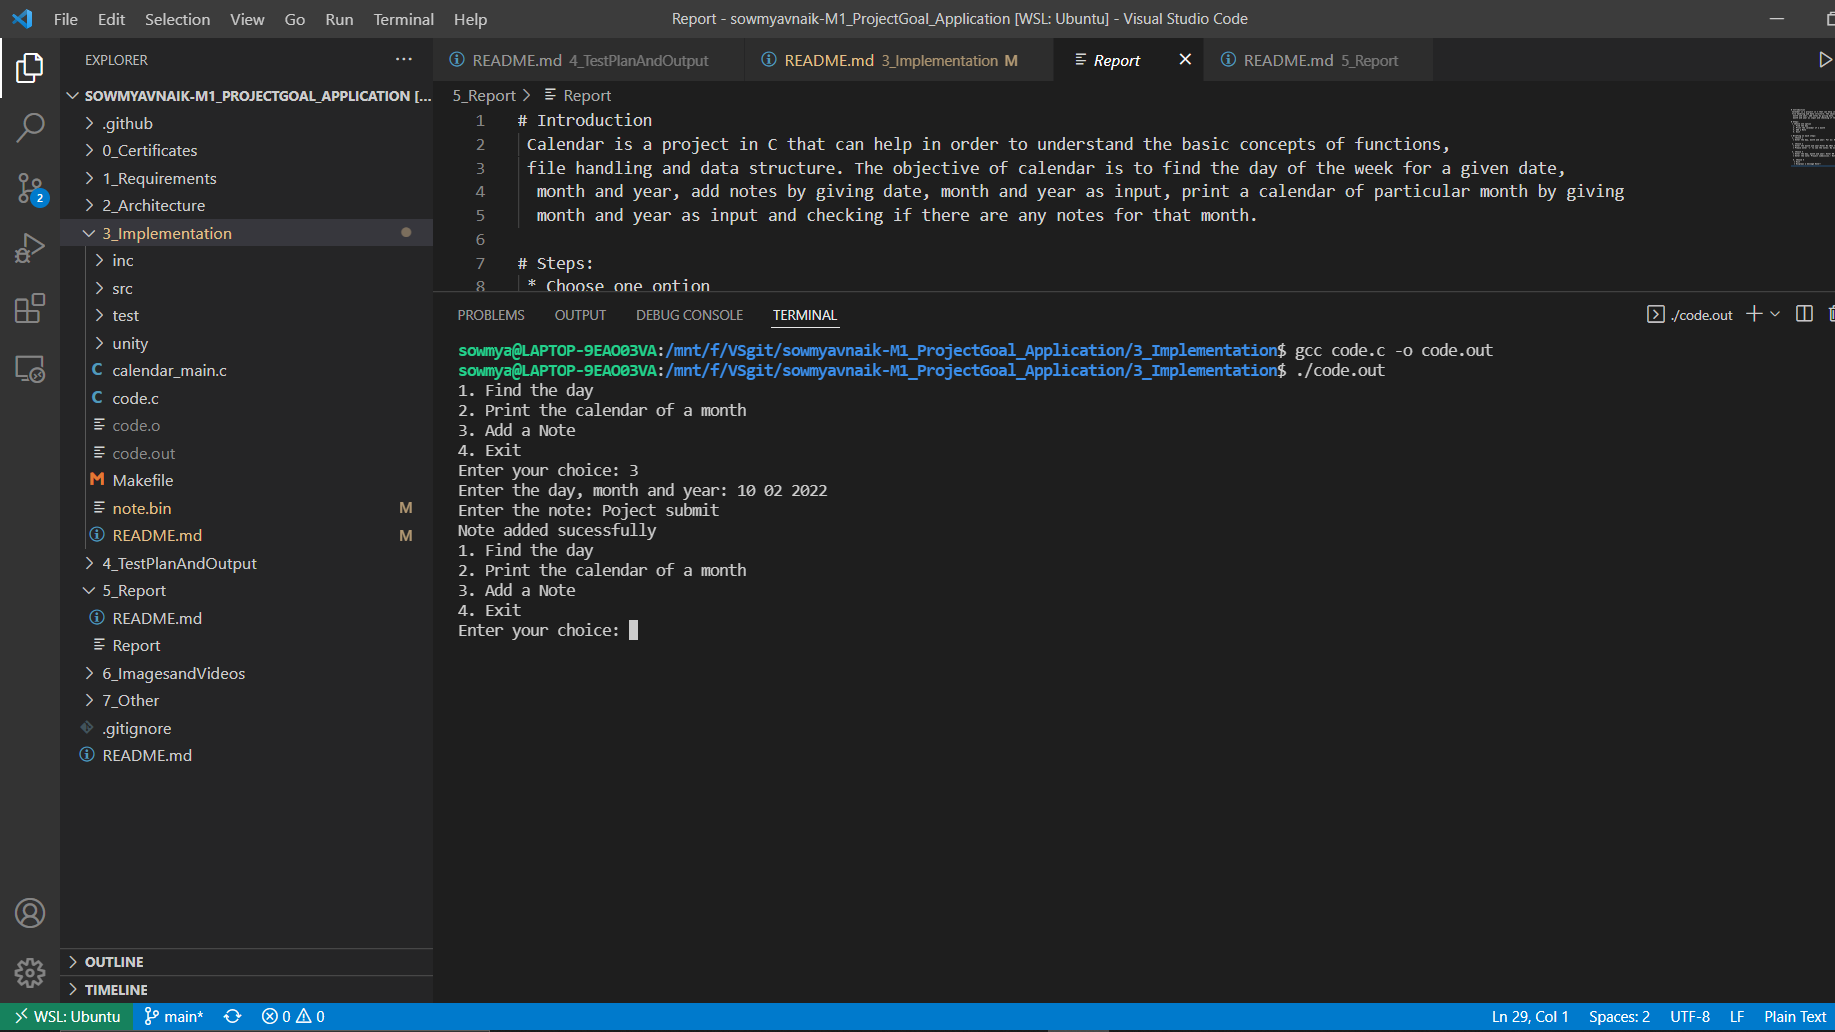 File Edit Selection View Go Run Terminal Help
Report - sowmyavnaik-M1_ProjectGoal_Application [WSL: Ubuntu] - Visual Studio Code
EXPLORER
SOWMYAVNAIK-M1_PROJECTGOAL_APPLICATION [...
.github
0_Certificates
1_Requirements
2_Architecture
3_Implementation
inc
src
test
unity
calendar_main.c
code.c
code.o
code.out
Makefile
note.bin M
README.md M
4_TestPlanAndOutput
5_Report
README.md
Report
6_ImagesandVideos
7_Other
.gitignore
README.md
OUTLINE
TIMELINE
2
README.md 4_TestPlanAndOutput
README.md 3_Implementation M
Report
README.md 5_Report
5_Report > Report
1 # Introduction
2 Calendar is a project in C that can help in order to understand the basic concepts of functions,
3 file handling and data structure. The objective of calendar is to find the day of the week for a given date,
4 month and year, add notes by giving date, month and year as input, print a calendar of particular month by giving
5 month and year as input and checking if there are any notes for that month.
6
7 # Steps:
8 * Choose one option
PROBLEMS OUTPUT DEBUG CONSOLE TERMINAL
./code.out
sowmya@LAPTOP-9EAO03VA:/mnt/f/VSgit/sowmyavnaik-M1_ProjectGoal_Application/3_Implementation$ gcc code.c -o code.out
sowmya@LAPTOP-9EAO03VA:/mnt/f/VSgit/sowmyavnaik-M1_ProjectGoal_Application/3_Implementation$ ./code.out
1. Find the day
2. Print the calendar of a month
3. Add a Note
4. Exit
Enter your choice: 3
Enter the day, month and year: 10 02 2022
Enter the note: Poject submit
Note added sucessfully
1. Find the day
2. Print the calendar of a month
3. Add a Note
4. Exit
Enter your choice:
WSL: Ubuntu main* 0 0
Ln 29, Col 1 Spaces: 2 UTF-8 LF Plain Text